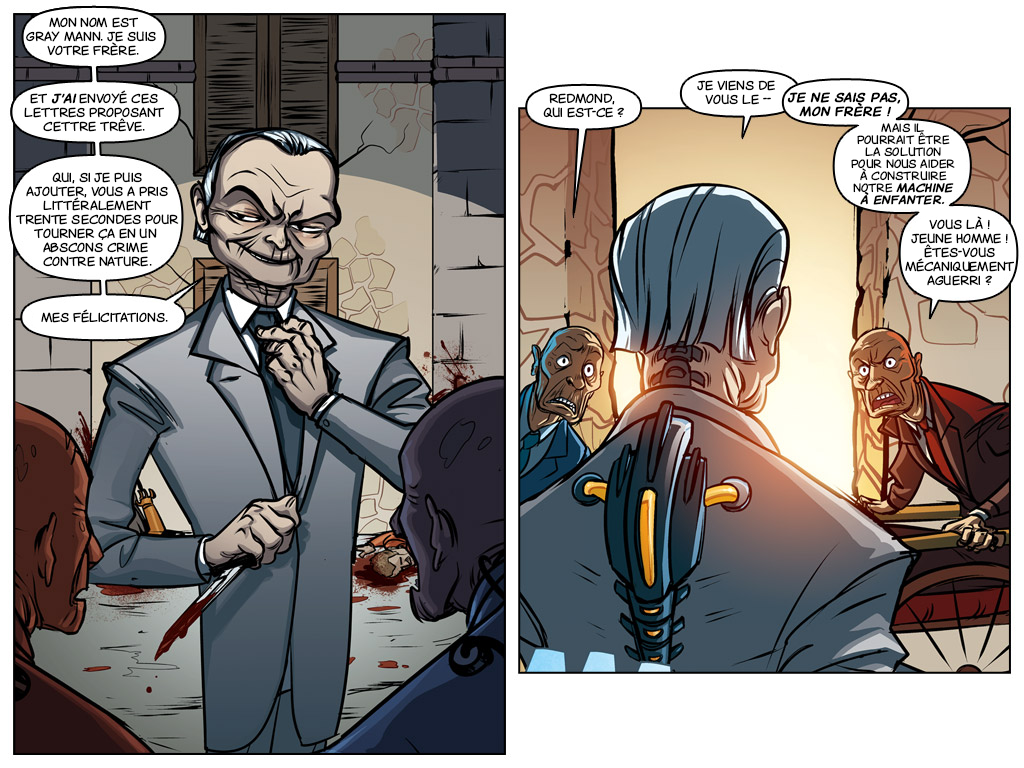 MON NOM EST
GRAY MANN. JE SUIS
VOTRE FRÈRE.
ET J'AI ENVOYÉ CES
LETTRES PROPOSANT
CETTRE TRÊVE.
QUI, SI JE PUIS
AJOUTER, VOUS A PRIS
LITTÉRALEMENT
TRENTE SECONDES POUR
TOURNER ÇA EN UN
ABSCONS CRIME
CONTRE NATURE.
MES FÉLICITATIONS.
REDMOND,
QUI EST-CE ?
JE VIENS DE
VOUS LE --
JE NE SAIS PAS,
MON FRÈRE !
MAIS IL
POURRAIT ÊTRE
LA SOLUTION
POUR NOUS AIDER
À CONSTRUIRE
NOTRE MACHINE
À ENFANTER.
VOUS LÀ !
JEUNE HOMME !
ÊTES-VOUS
MÉCANIQUEMENT
AGUERRI ?